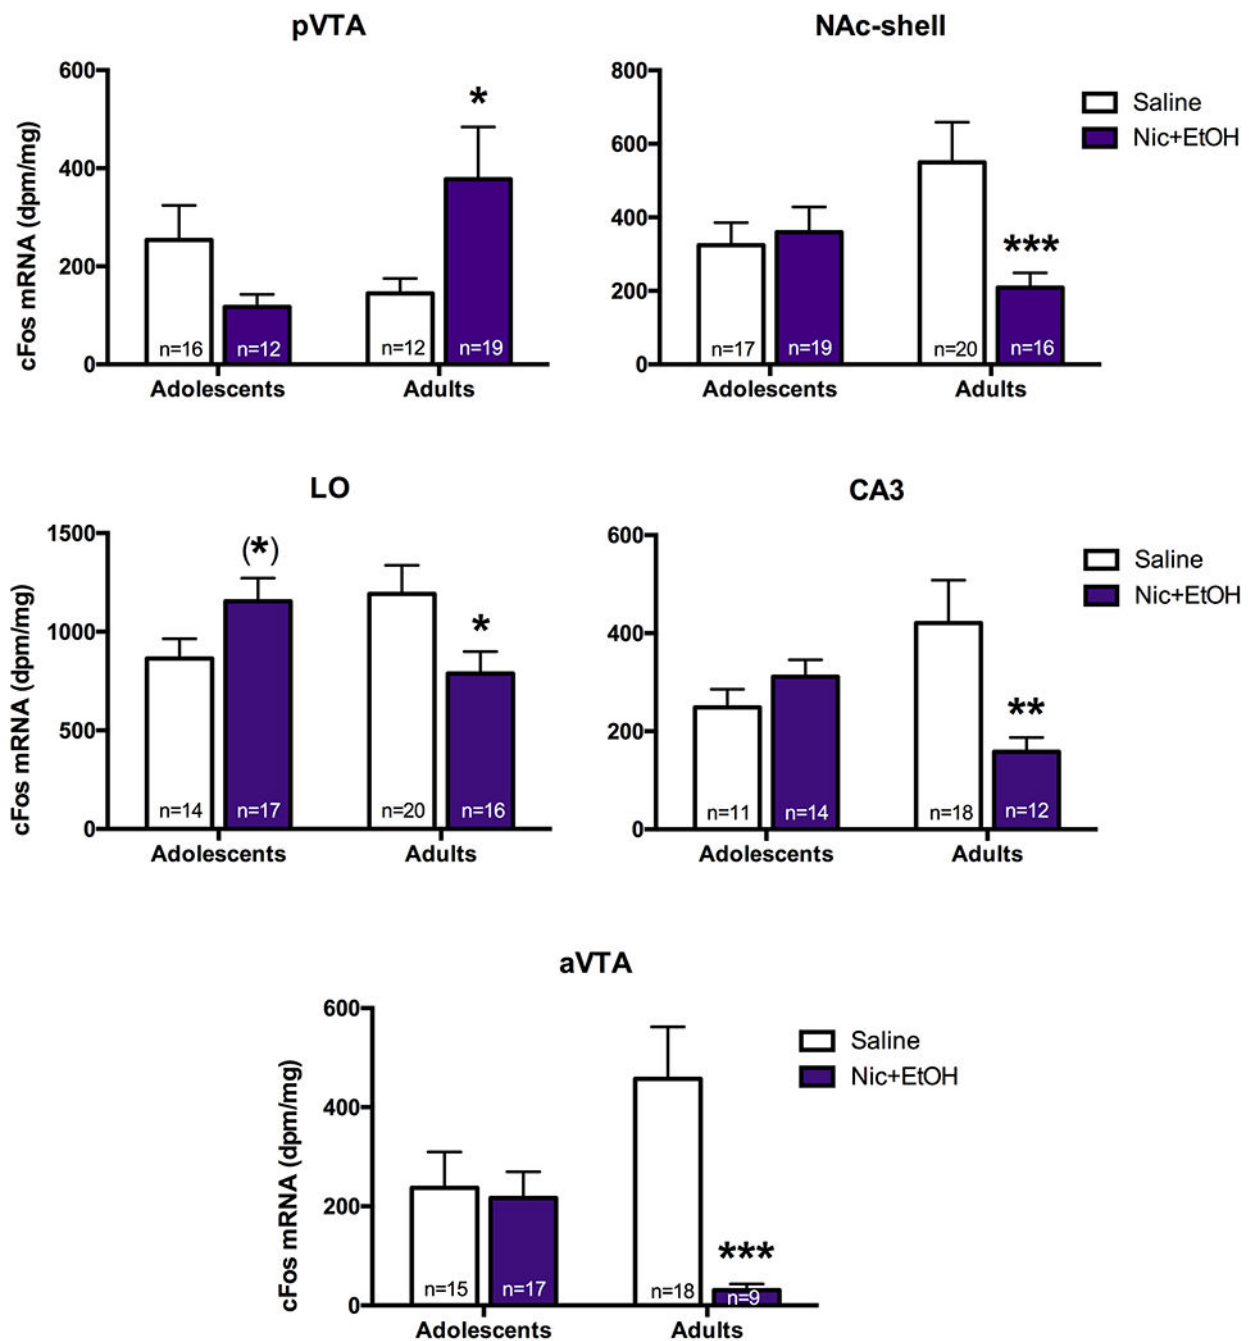 pVTA
NAc-shell
cFos mRNA (dpm/mg)
600
400
200
0
*
n=16
n=12
n=12
n=19
Adolescents
Adults
800
600
400
200
0
***
n=17
n=19
n=20
n=16
Adolescents
Adults
Saline
Nic+EtOH
LO
CA3
cFos mRNA (dpm/mg)
1500
1000
500
0
(*)
*
n=14
n=17
n=20
n=16
Adolescents
Adults
600
400
200
0
**
n=11
n=14
n=18
n=12
Adolescents
Adults
Saline
Nic+EtOH
aVTA
cFos mRNA (dpm/mg)
600
400
200
0
***
n=15
n=17
n=18
n=9
Adolescents
Adults
Saline
Nic+EtOH